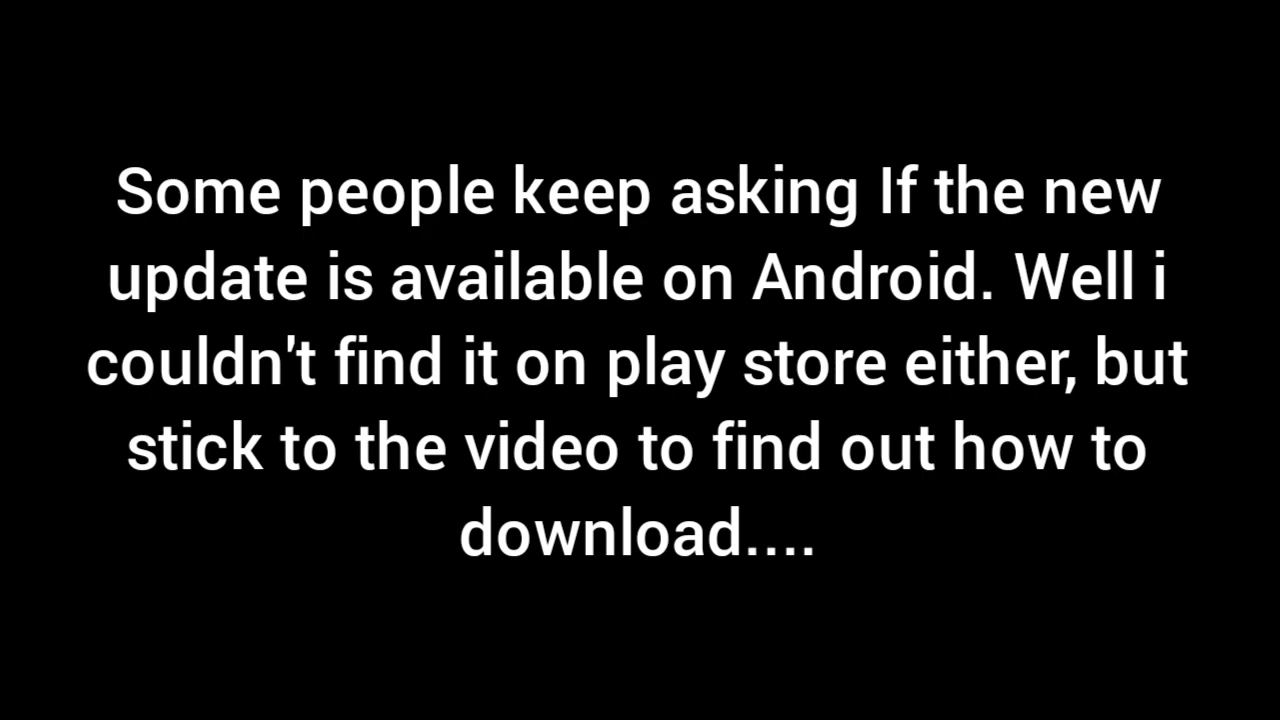 Some people keep asking If the new
update is available on Android. Well i
couldn't find it on play store either, but
stick to the video to find out how to
download....